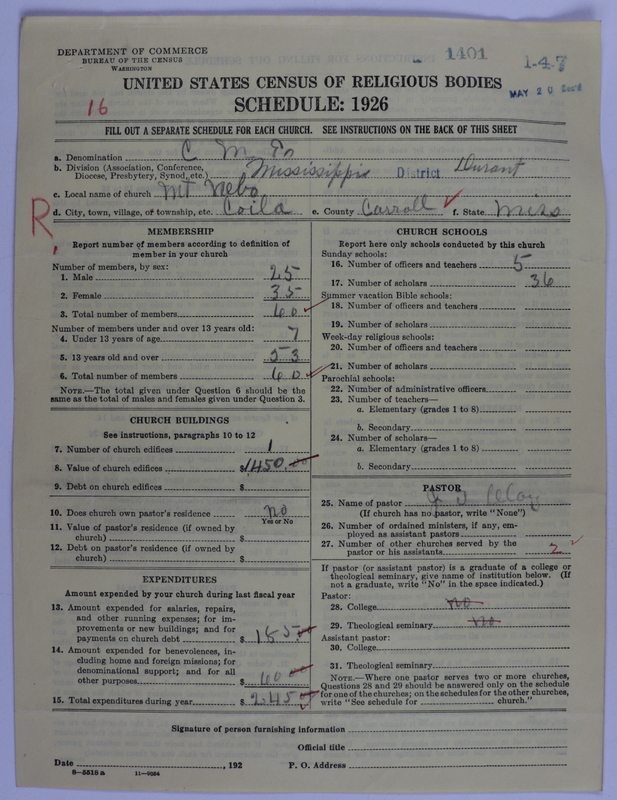 DEPARTMENT OF COMMERCE
BUREAU OF THE CENSUS
WASHINGTON
1401
1-4-7
MAY 20
16
UNITED STATES CENSUS OF RELIGIOUS BODIES
SCHEDULE: 1926
FILL OUT A SEPARATE SCHEDULE FOR EACH CHURCH. SEE INSTRUCTIONS ON THE BACK OF THIS SHEET
a. Denomination C M Ep
b. Division (Association, Conference, Diocese, Presbytery, Synod, etc.) Mississippi District Durant
c. Local name of church Mt Nebo
d. City, town, village, or township, etc. Coila e. County Carroll f. State Miss
R
MEMBERSHIP
Report number of members according to definition of
member in your church
Number of members, by sex:
1. Male 25
2. Female 35
3. Total number of members 60
Number of members under and over 13 years old:
4. Under 13 years of age 7
5. 13 years old and over 53
6. Total number of members 60
NOTE.—The total given under Question 6 should be the
same as the total of males and females given under Question 3.
CHURCH BUILDINGS
See instructions, paragraphs 10 to 12
7. Number of church edifices 1
8. Value of church edifices $1450.00
9. Debt on church edifices $
10. Does church own pastor's residence no
Yes or No
11. Value of pastor's residence (if owned by
church) $
12. Debt on pastor's residence (if owned by
church) $
EXPENDITURES
Amount expended by your church during last fiscal year
13. Amount expended for salaries, repairs,
and other running expenses; for im-
provements or new buildings; and for
payments on church debt $ 185 00
14. Amount expended for benevolences, in-
cluding home and foreign missions; for
denominational support; and for all
other purposes $ 60 00
15. Total expenditures during year $ 245 00
CHURCH SCHOOLS
Report here only schools conducted by this church
Sunday schools:
16. Number of officers and teachers 5
17. Number of scholars 36
Summer vacation Bible schools:
18. Number of officers and teachers
19. Number of scholars
Week-day religious schools:
20. Number of officers and teachers
21. Number of scholars
Parochial schools:
22. Number of administrative officers
23. Number of teachers—
a. Elementary (grades 1 to 8)
b. Secondary
24. Number of scholars—
a. Elementary (grades 1 to 8)
b. Secondary
PASTOR
25. Name of pastor
(If church has no pastor, write "None")
26. Number of ordained ministers, if any, em-
ployed as assistant pastors
27. Number of other churches served by the
pastor or his assistants 2
If pastor (or assistant pastor) is a graduate of a college or
theological seminary, give name of institution below. (If
not a graduate, write "No" in the space indicated.)
Pastor:
28. College no
29. Theological seminary no
Assistant pastor:
30. College
31. Theological seminary
NOTE.—Where one pastor serves two or more churches,
Questions 28 and 29 should be answered only on the schedule
for one of the churches; on the schedules for the other churches,
write "See schedule for church."
Signature of person furnishing information
Official title
Date , 192 P. O. Address
8—5518 a 11—9064